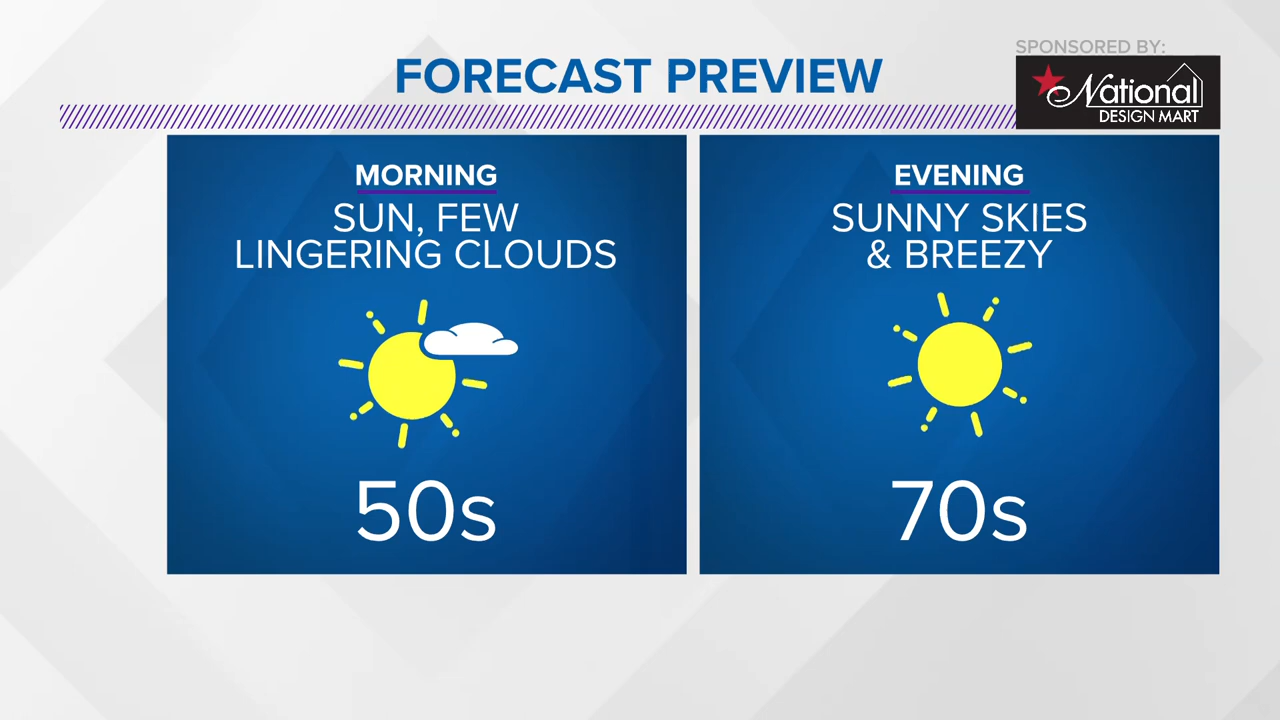 SPONSORED BY:
FORECAST PREVIEW
National
DESIGN MART
MORNING
SUN, FEW
LINGERING CLOUDS
50s
EVENING
SUNNY SKIES
& BREEZY
70s